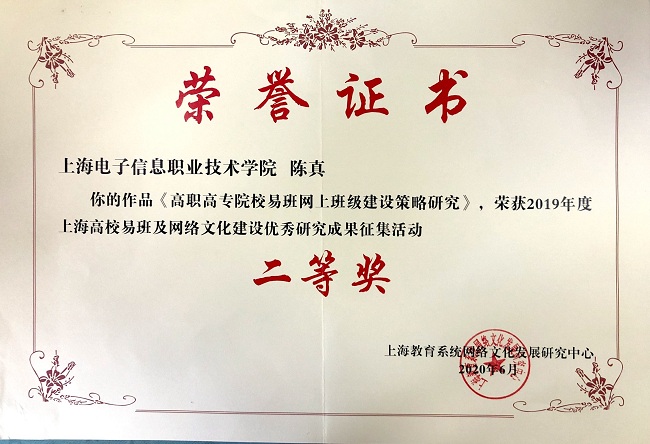 荣誉证书
上海电子信息职业技术学院 陈真
你的作品《高职高专院校易班网上班级建设策略研究》，荣获2019年度
上海高校易班及网络文化建设优秀研究成果征集活动
二等奖
上海教育系统网络文化发展研究中心
2020年6月